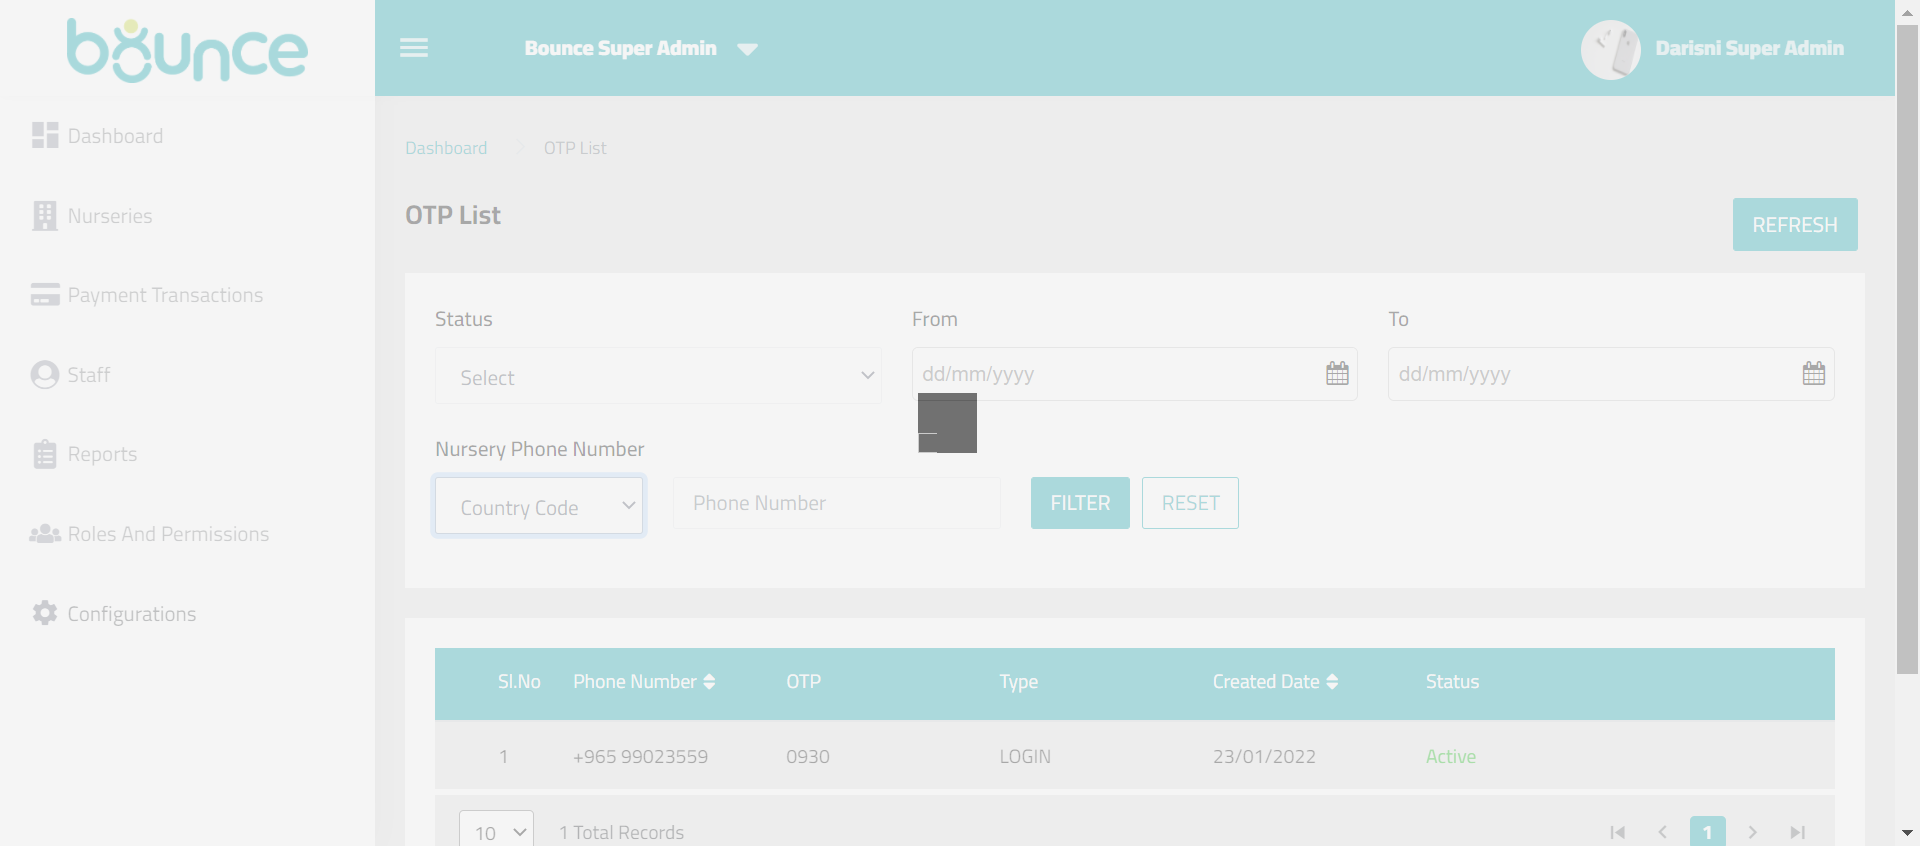 bounce
Bounce Super Admin
Darisni Super Admin
Dashboard
Nurseries
Payment Transactions
Staff
Reports
Roles And Permissions
Configurations
Dashboard
OTP List
OTP List
REFRESH
Status
From
To
Select
dd/mm/yyyy
dd/mm/yyyy
Nursery Phone Number
Country Code
Phone Number
FILTER
RESET
Sl.No Phone Number OTP Type Created Date Status
1 +965 99023559 0930 LOGIN 23/01/2022 Active
10
1 Total Records
1